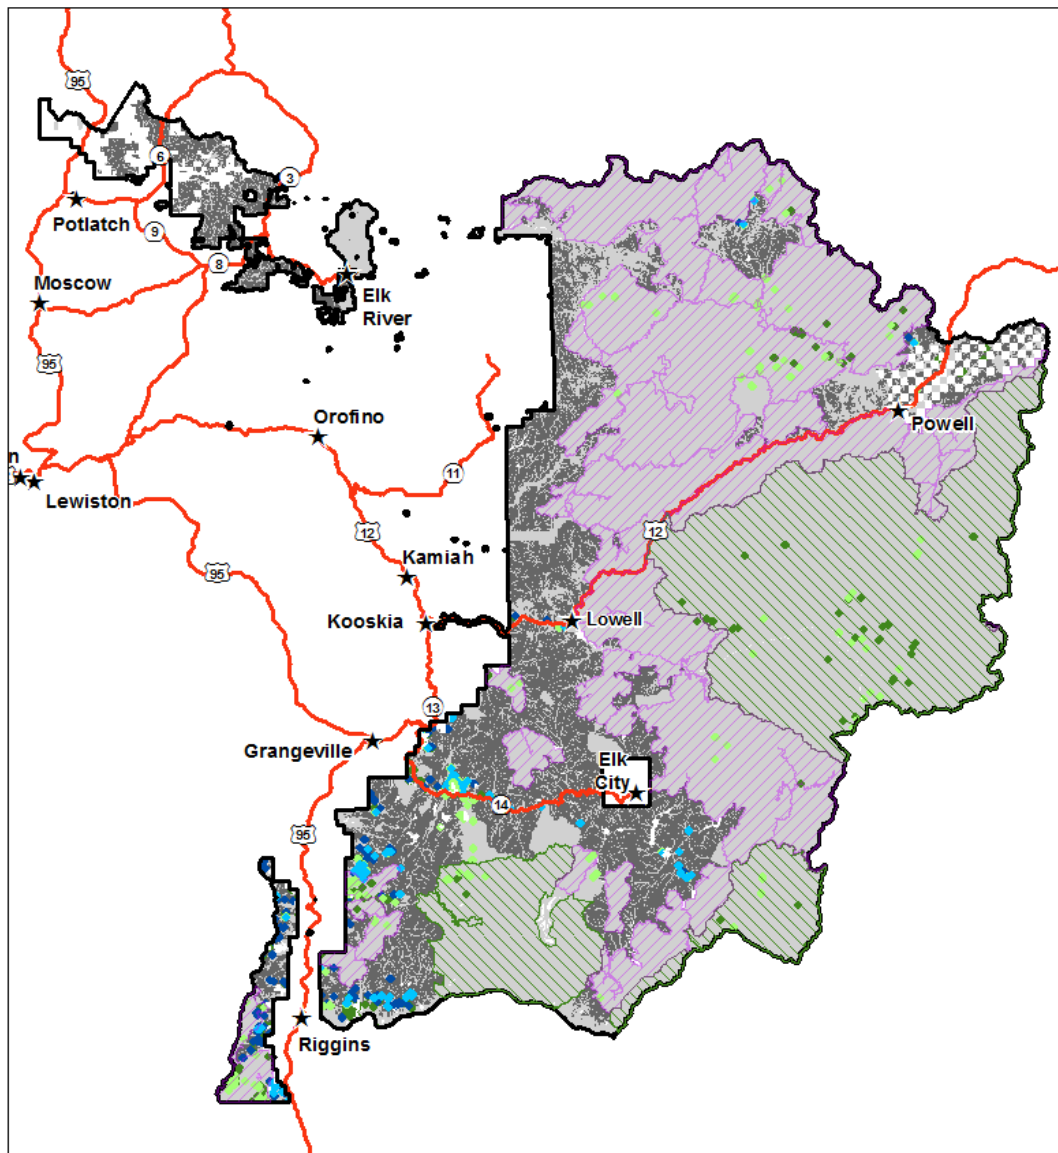 95
6
3
Potlatch
9
8
Moscow
Elk
River
95
Orofino
Powell
n
11
Lewiston
12
12
95
Kamiah
Kooskia
Lowell
13
Grangeville
Elk
City
14
95
Riggins